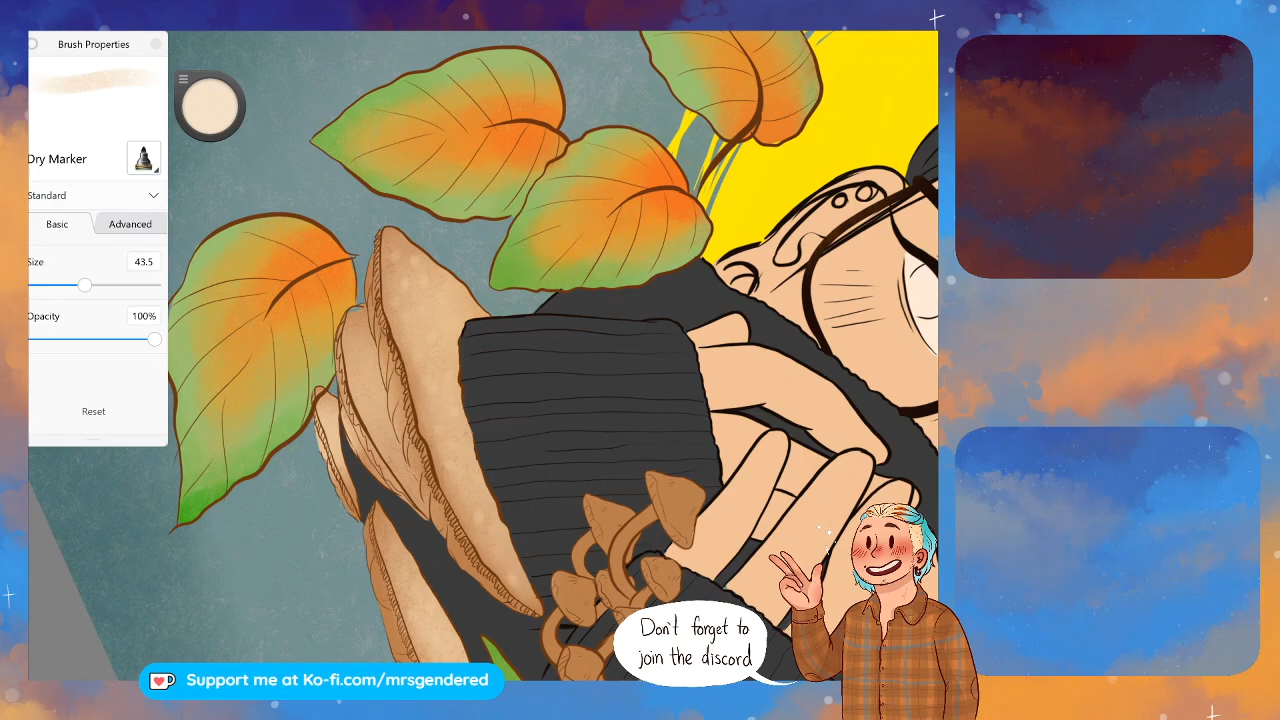 Brush Properties
Dry Marker
Standard
Basic
Advanced
Size
43.5
Opacity
100%
Reset
Don't forget to
join the discord
Support me at Ko-fi.com/mrsgendered